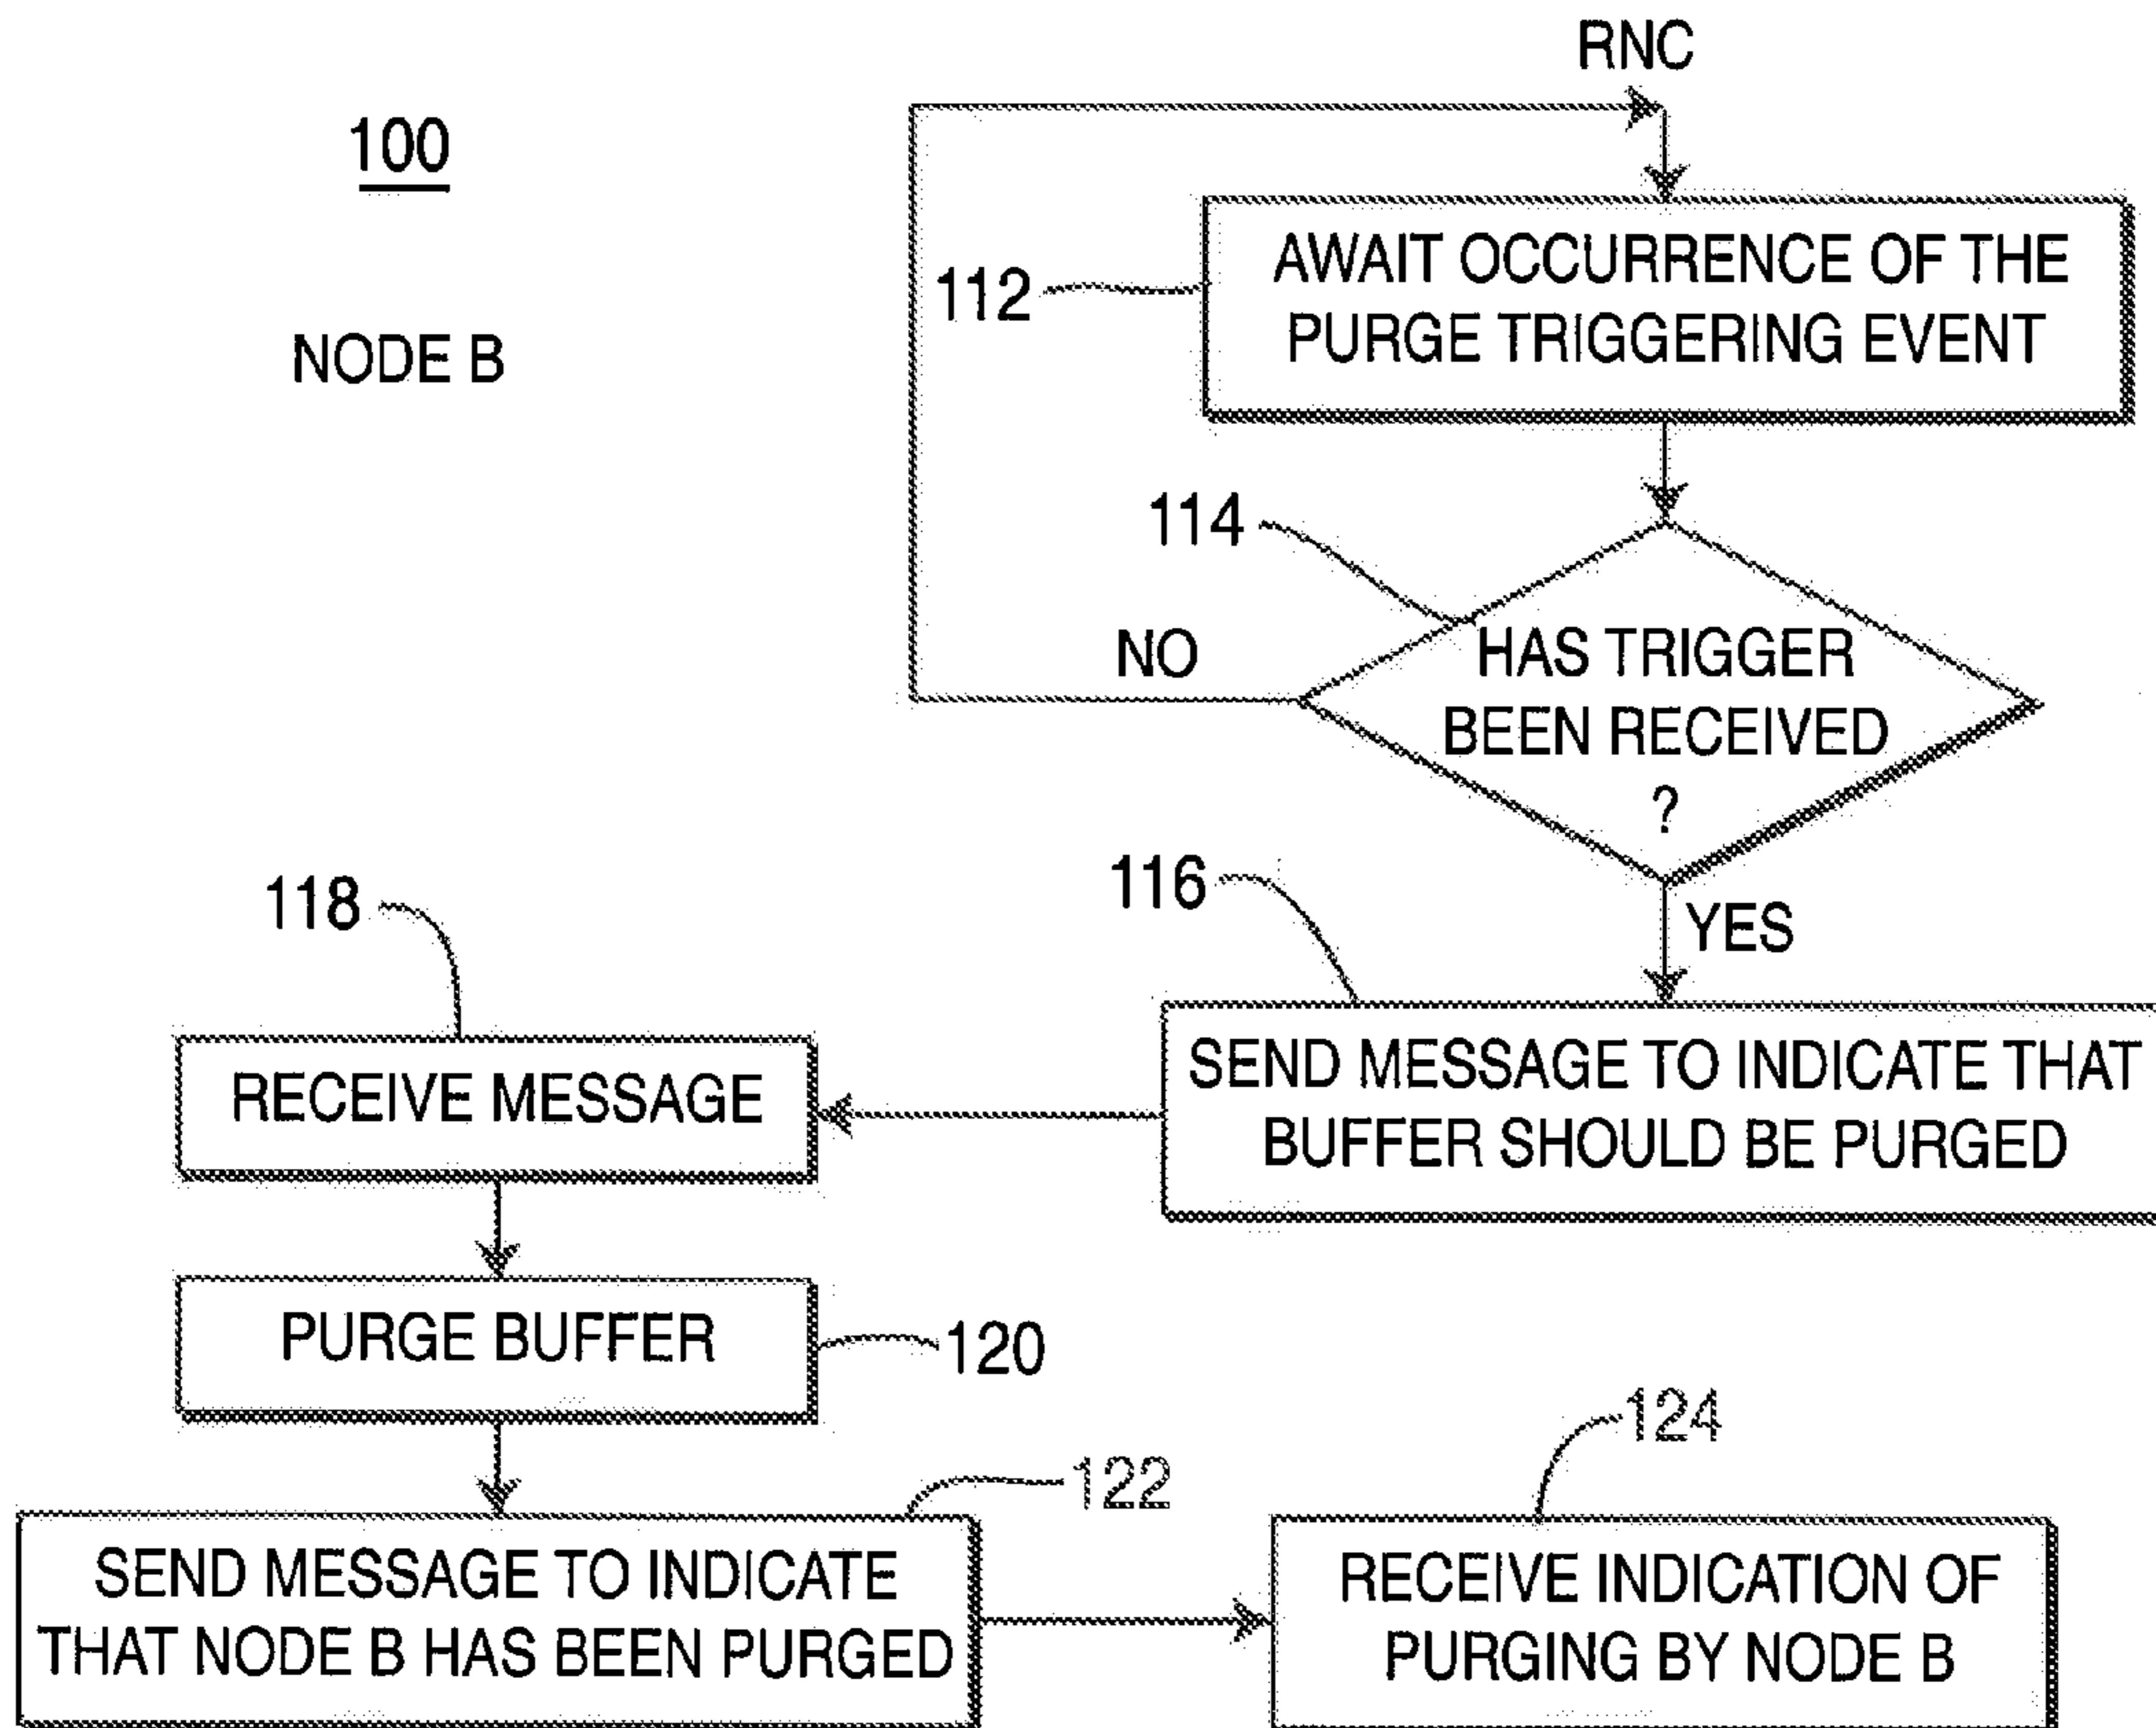 RNC
100
NODE B
112
AWAIT OCCURRENCE OF THE
PURGE TRIGGERING EVENT
114
NO
HAS TRIGGER
BEEN RECEIVED
?
116
YES
118
SEND MESSAGE TO INDICATE THAT
BUFFER SHOULD BE PURGED
RECEIVE MESSAGE
PURGE BUFFER
120
124
122
SEND MESSAGE TO INDICATE
THAT NODE B HAS BEEN PURGED
RECEIVE INDICATION OF
PURGING BY NODE B